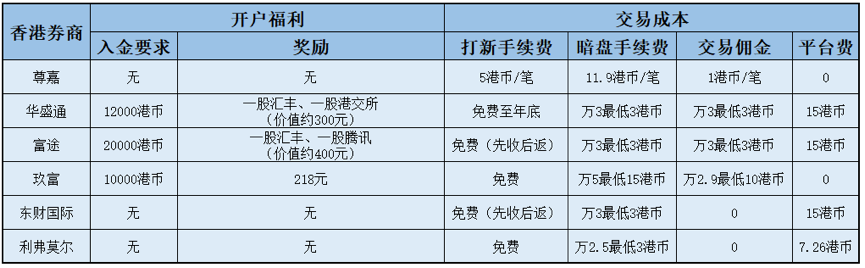 香港券商 开户福利 交易成本
入金要求 奖励 打新手续费 暗盘手续费 交易佣金 平台费
尊嘉 无 无 5港币/笔 11.9港币/笔 1港币/笔 0
华盛通 12000港币 一股汇丰、一股港交所 免费至年底 万3最低3港币 万3最低3港币 15港币
（价值约300元）
富途 20000港币 一股汇丰、一股腾讯 免费（先收后返） 万3最低3港币 万3最低3港币 15港币
（价值约400元）
玖富 10000港币 218元 免费 万5最低15港币 万2.9最低10港币 0
东财国际 无 无 免费（先收后返） 万3最低3港币 0 15港币
利弗莫尔 无 无 免费 万2.5最低3港币 0 7.26港币